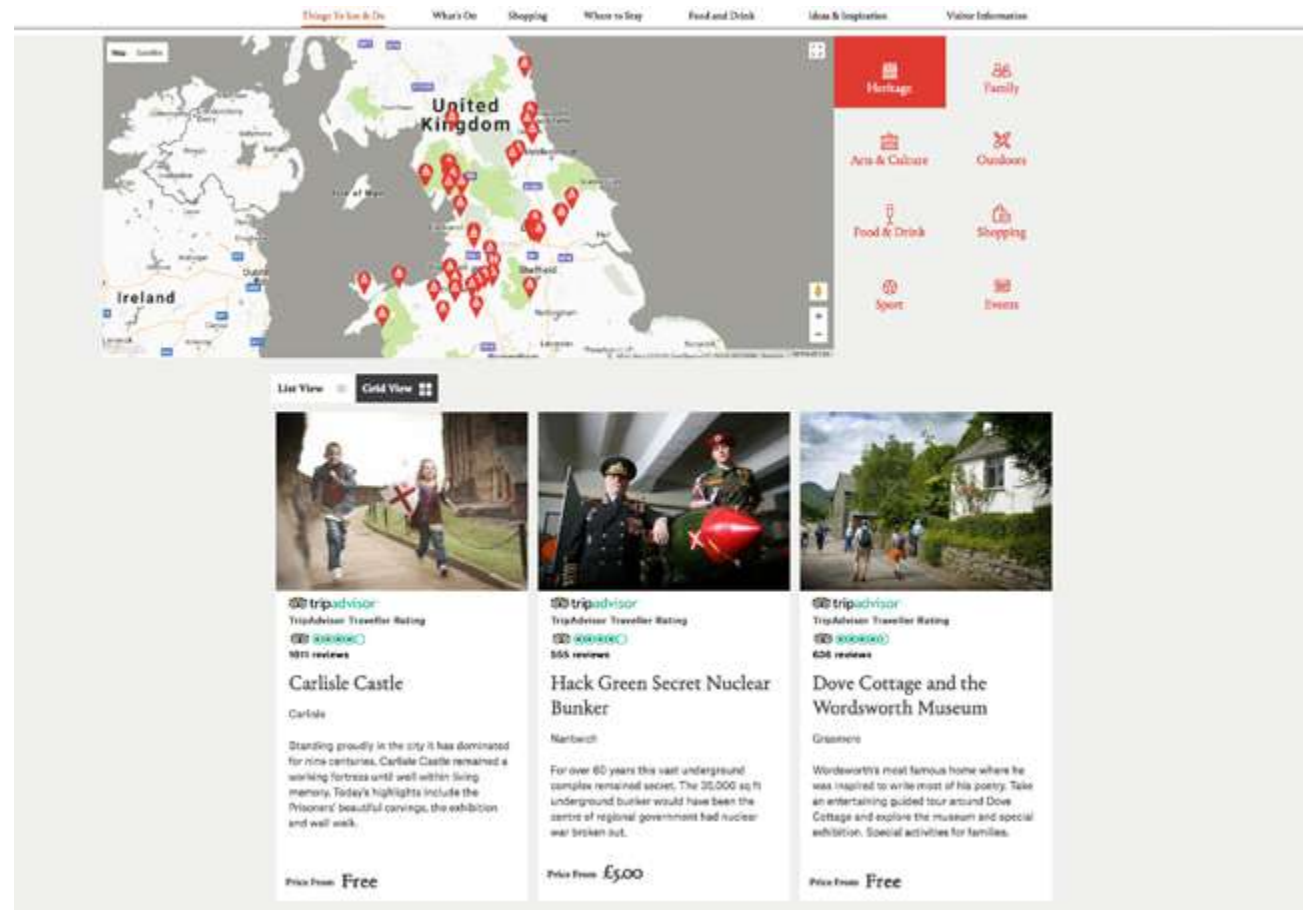 Things To See & Do What's On Shopping Where to Stay Food and Drink Ideas & Inspiration Visitor Information
Map Satellite
United
Kingdom
Isle of Man
Dublin
Ireland
Sheffield
Nottingham
Leicester
Heritage Family
Arts & Culture Outdoors
Food & Drink Shopping
Sport Events
List View Grid View
tripadvisor
TripAdvisor Traveller Rating
1011 reviews
Carlisle Castle
Carlisle
Standing proudly in the city it has dominated
for nine centuries, Carlisle Castle remained a
working fortress until well within living
memory. Today's highlights include the
Prisoners' beautiful carvings, the exhibition
and wall walk.
Price From Free
tripadvisor
TripAdvisor Traveller Rating
555 reviews
Hack Green Secret Nuclear
Bunker
Nantwich
For over 60 years this vast underground
complex remained secret. The 35,000 sq ft
underground bunker would have been the
centre of regional government had nuclear
war broken out.
Price From £5.00
tripadvisor
TripAdvisor Traveller Rating
reviews
Dove Cottage and the
Wordsworth Museum
Grasmere
Wordsworth's most famous home where he
was inspired to write most of his poetry. Take
an entertaining guided tour around Dove
Cottage and explore the museum and special
exhibition. Special activities for families.
Price From Free